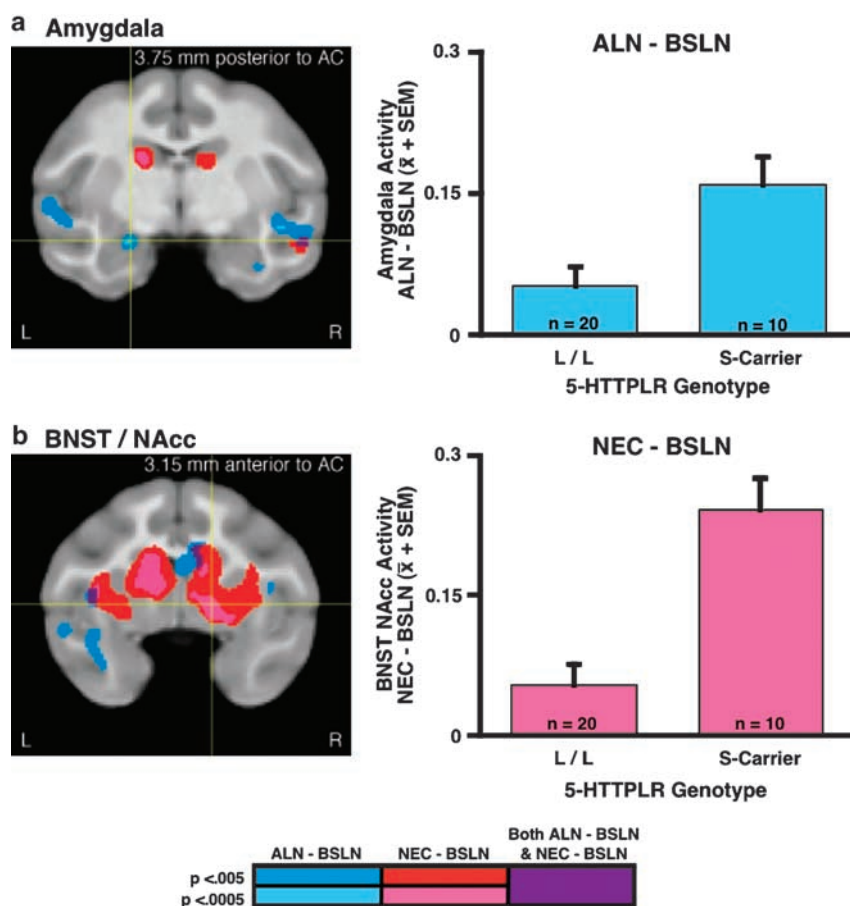 a Amygdala
3.75 mm posterior to AC
L
R
ALN - BSLN
Amygdala Activity
ALN - BSLN (x̄ + SEM)
0.3
0.15
0
n = 20
n = 10
L / L
S-Carrier
5-HTTPLR Genotype
b BNST / NAcc
3.15 mm anterior to AC
L
R
NEC - BSLN
BNST NAcc Activity
NEC - BSLN (x̄ + SEM)
0.3
0.15
0
n = 20
n = 10
L / L
S-Carrier
5-HTTPLR Genotype
ALN - BSLN
NEC - BSLN
Both ALN - BSLN
& NEC - BSLN
p <.005
p <.0005